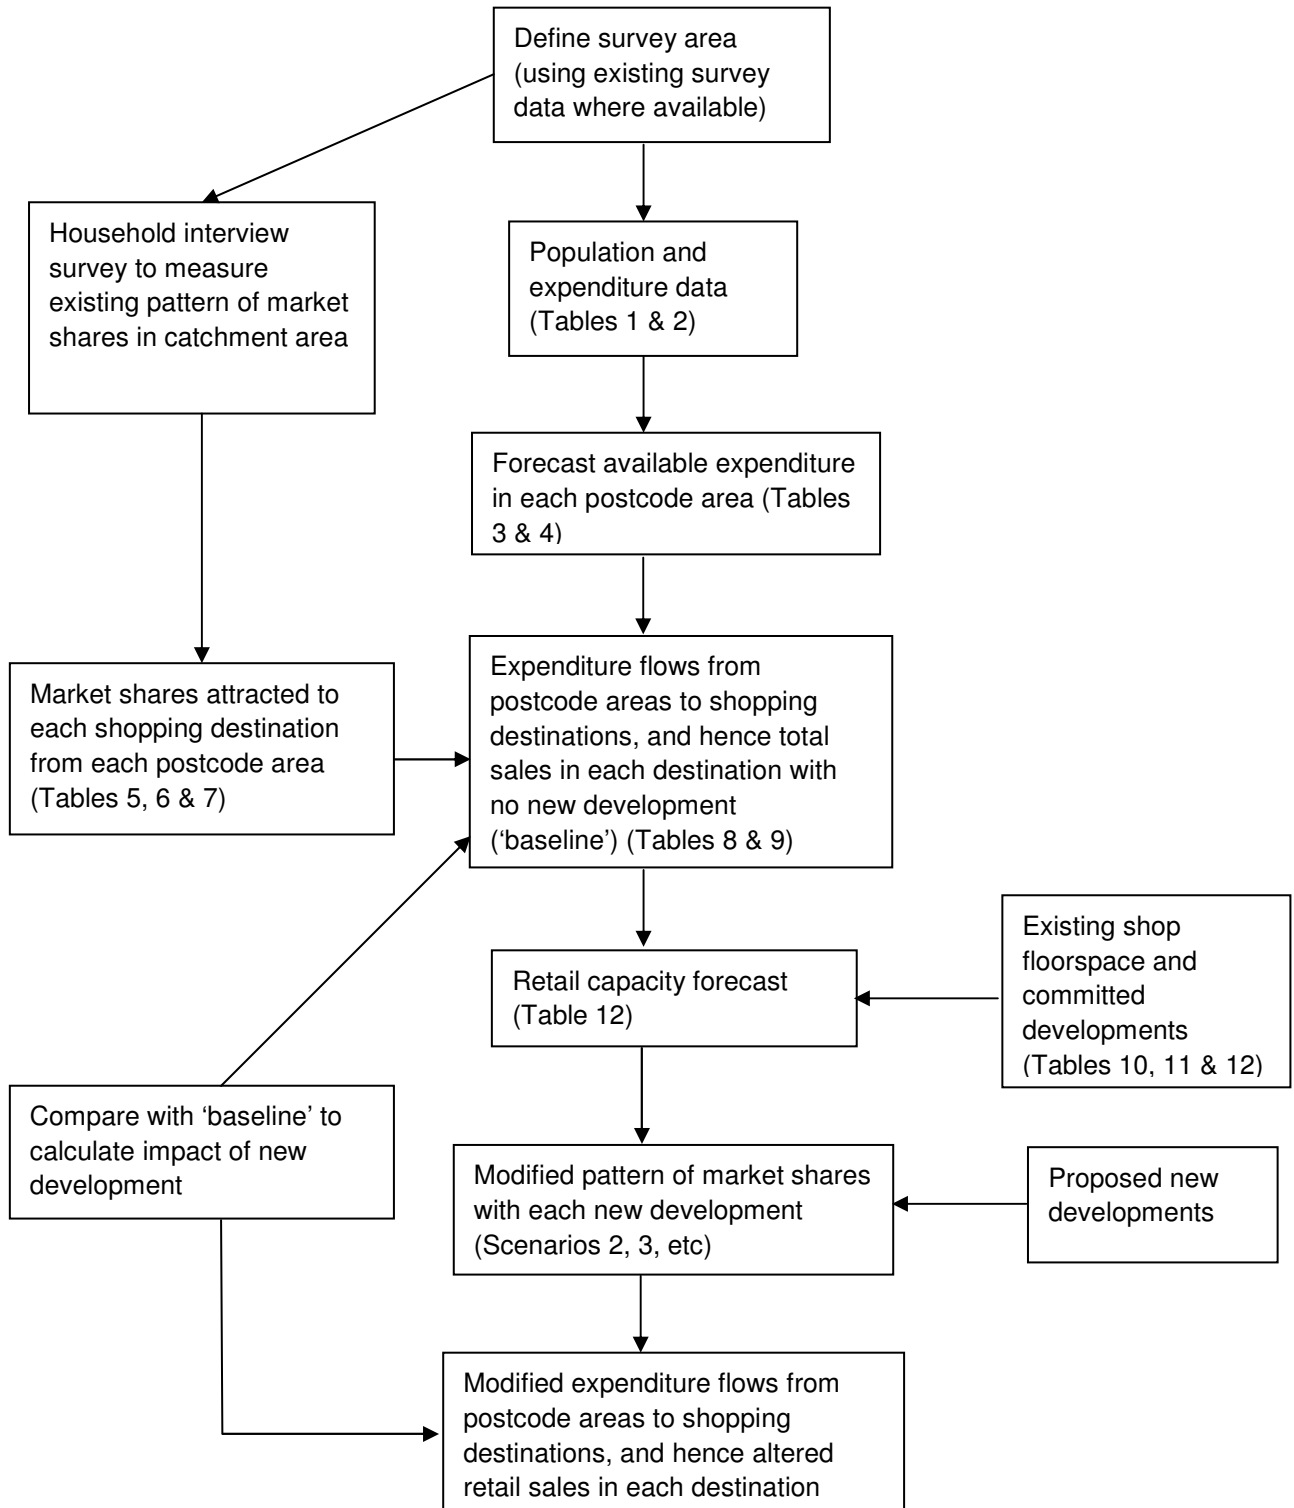 Define survey area
(using existing survey
data where available)
Household interview
survey to measure
existing pattern of market
shares in catchment area
Population and
expenditure data
(Tables 1 & 2)
Forecast available expenditure
in each postcode area (Tables
3 & 4)
Market shares attracted to
each shopping destination
from each postcode area
(Tables 5, 6 & 7)
Expenditure flows from
postcode areas to shopping
destinations, and hence total
sales in each destination with
no new development
(‘baseline’) (Tables 8 & 9)
Existing shop
floorspace and
committed
developments
(Tables 10, 11 & 12)
Retail capacity forecast
(Table 12)
Compare with ‘baseline’ to
calculate impact of new
development
Modified pattern of market shares
with each new development
(Scenarios 2, 3, etc)
Proposed new
developments
Modified expenditure flows from
postcode areas to shopping
destinations, and hence altered
retail sales in each destination